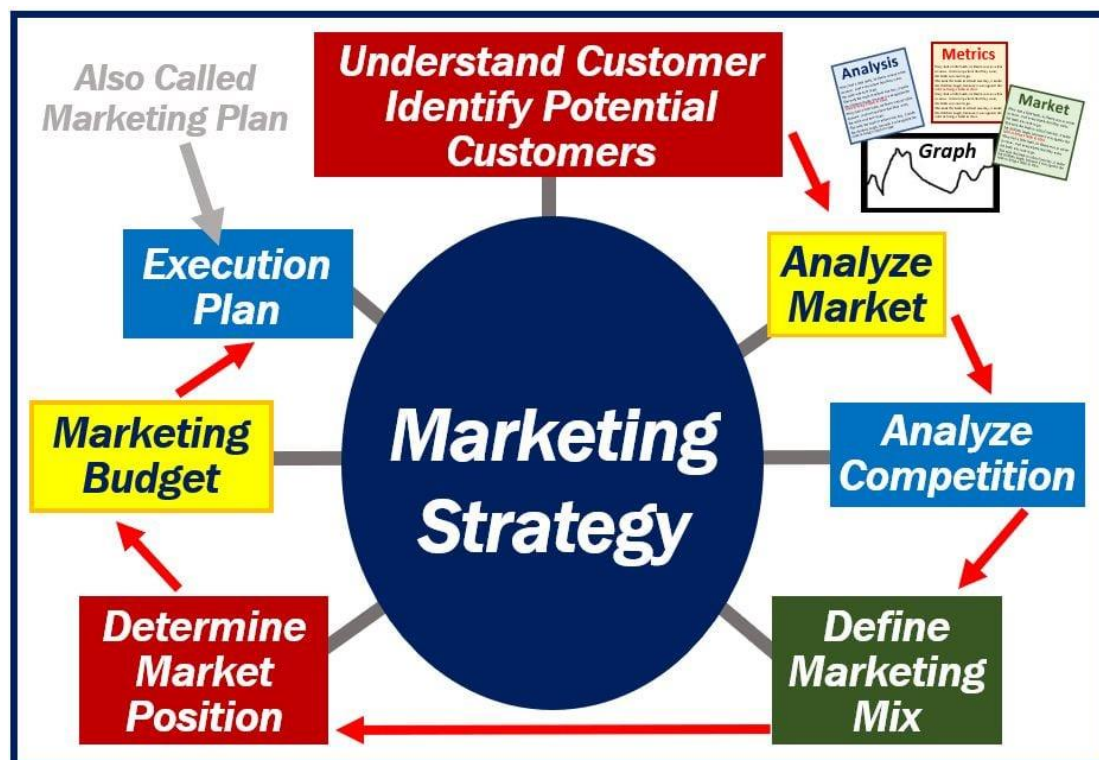 Also Called
Marketing Plan
Understand Customer
Identify Potential
Customers
Analysis
Metrics
Market
Graph
Analyze
Market
Analyze
Competition
Define
Marketing
Mix
Determine
Market
Position
Marketing
Budget
Execution
Plan
Marketing
Strategy